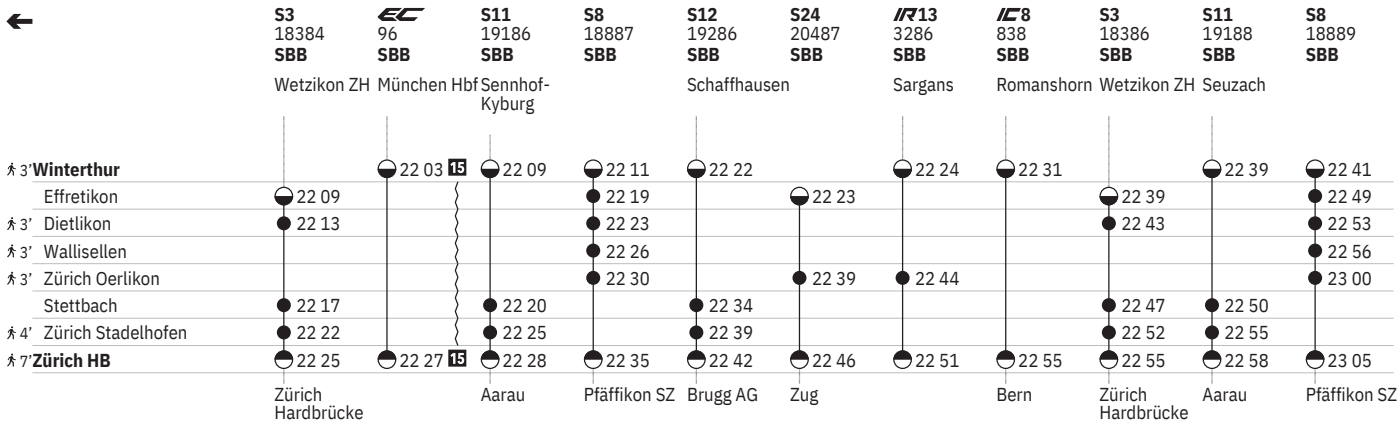 S3 EC S11 S8 S12 S24 IR13 IC8 S3 S11 S8
18384 96 19186 18887 19286 20487 3286 838 18386 19188 18889
SBB SBB SBB SBB SBB SBB SBB SBB SBB SBB SBB
Wetzikon ZH München Hbf Sennhof- Schaffhausen Sargans Romanshorn Wetzikon ZH Seuzach
Kyburg
3' Winterthur 22 03 15 22 09 22 11 22 22 22 24 22 31 22 39 22 41
Effretikon 22 09 22 19 22 23 22 39 22 49
3' Dietlikon 22 13 22 23 22 43 22 53
3' Wallisellen 22 26 22 56
3' Zürich Oerlikon 22 30 22 39 22 44 23 00
Stettbach 22 17 22 20 22 34 22 47 22 50
4' Zürich Stadelhofen 22 22 22 25 22 39 22 52 22 55
7' Zürich HB 22 25 22 27 15 22 28 22 35 22 42 22 46 22 51 22 55 22 55 22 58 23 05
Zürich Aarau Pfäffikon SZ Brugg AG Zug Bern Zürich Aarau Pfäffikon SZ
Hardbrücke Hardbrücke